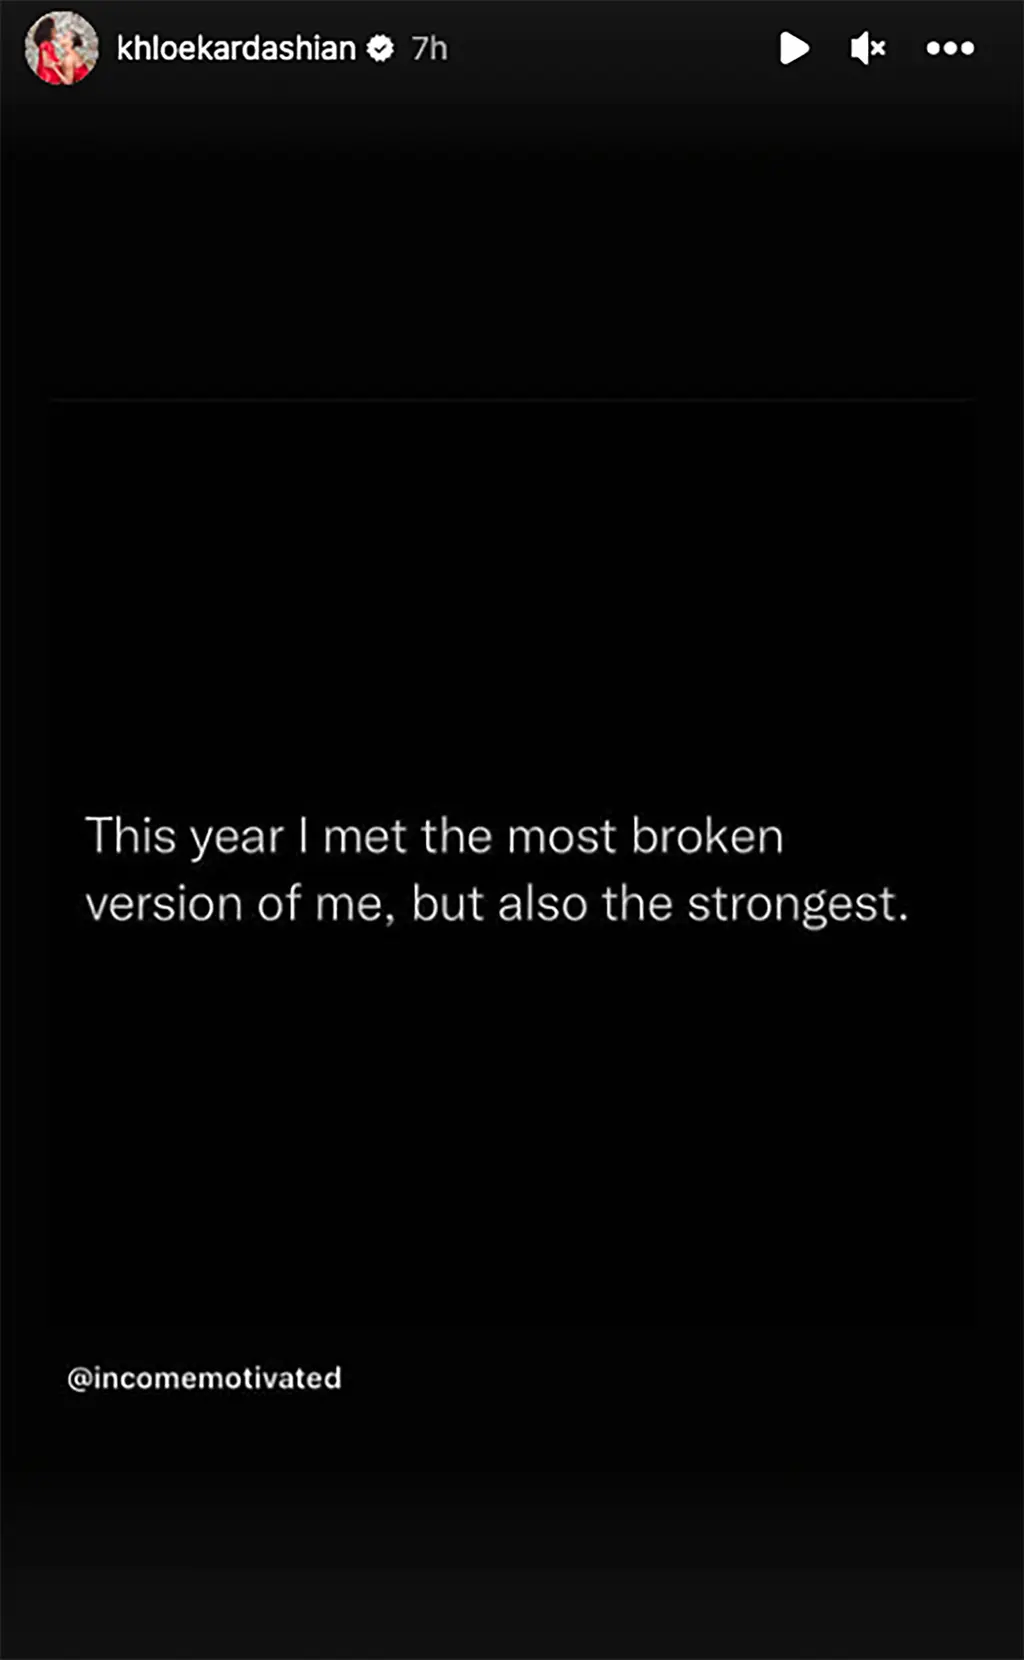 khloekardashian 7h
This year I met the most broken
version of me, but also the strongest.
@incomemotivated